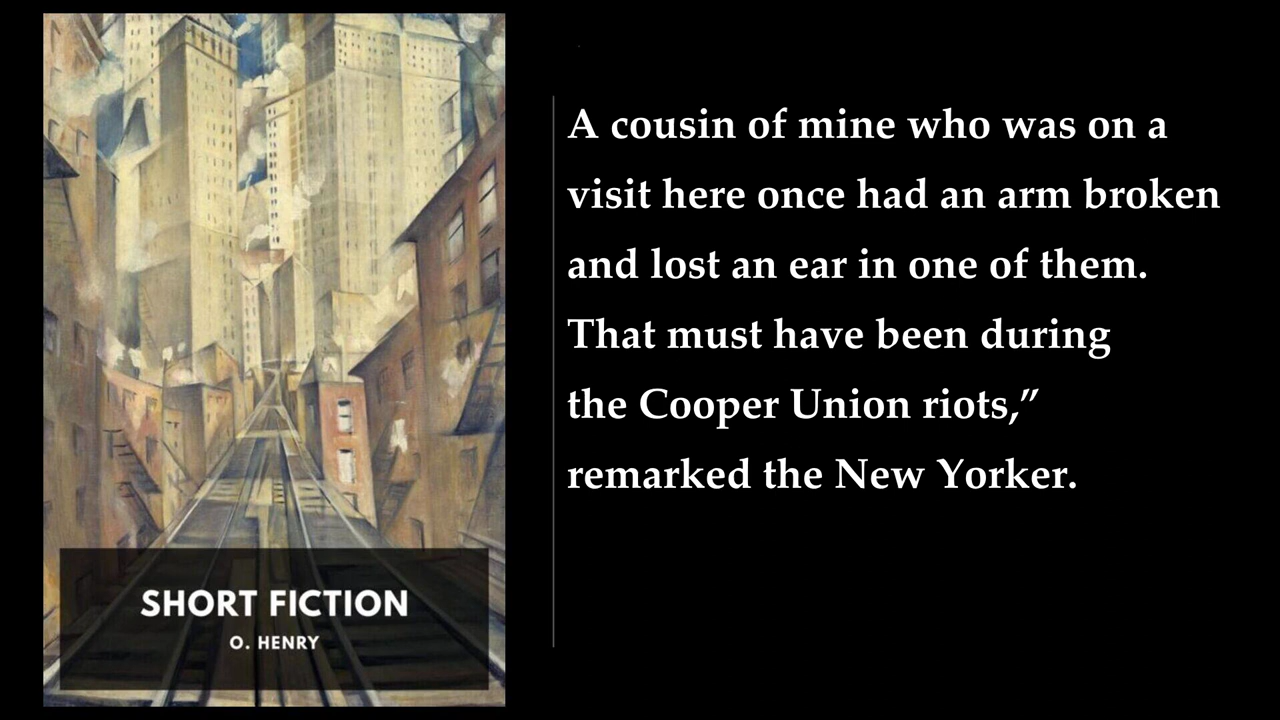 SHORT FICTION
O. HENRY
A cousin of mine who was on a
visit here once had an arm broken
and lost an ear in one of them.
That must have been during
the Cooper Union riots,”
remarked the New Yorker.